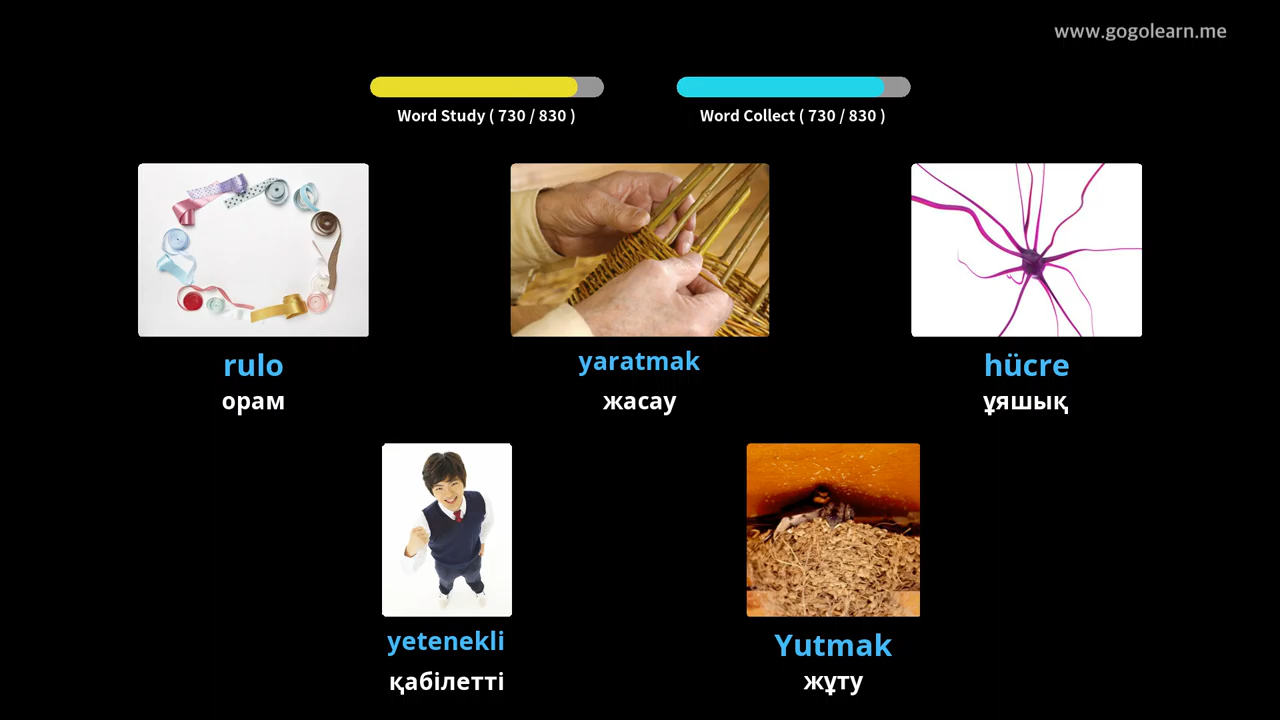 www.gogolearn.me
Word Study ( 730 / 830 )
Word Collect ( 730 / 830 )
rulo
орам
yaratmak
жасау
hücre
ұяшық
yetenekli
қабілетті
Yutmak
жұту